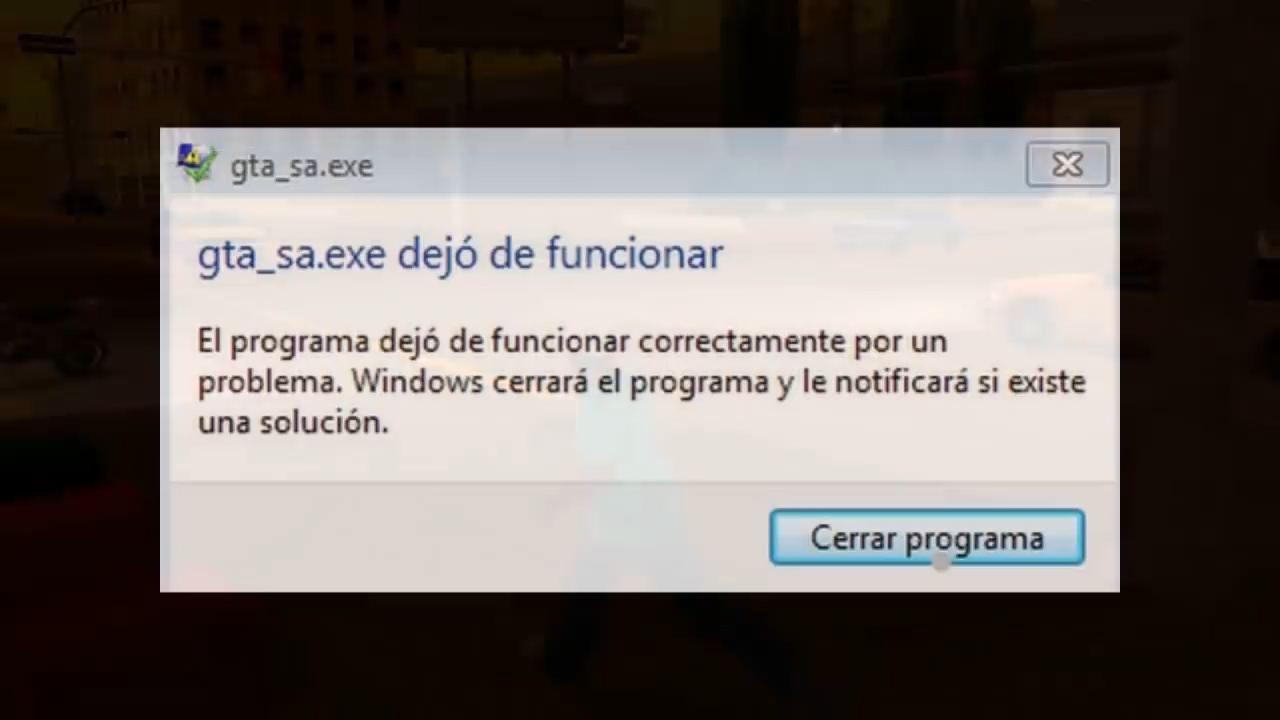 gta_sa.exe
gta_sa.exe dejó de funcionar
El programa dejó de funcionar correctamente por un
problema. Windows cerrará el programa y le notificará si existe
una solución.
Cerrar programa